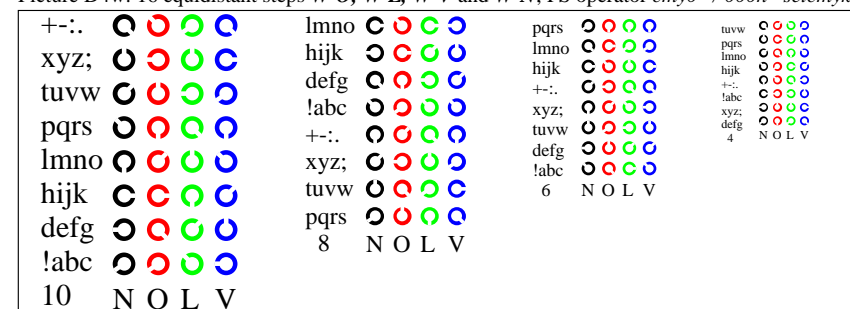 +-:.
xyz;
tuvw
pqrs
lmno
hijk
defg
!abc
10 N O L V
lmno
hijk
defg
!abc
+-:.
xyz;
tuvw
pqrs
8 N O L V
pqrs
lmno
hijk
+-:.
xyz;
tuvw
defg
!abc
6 N O L V
tuvw
pqrs
lmno
hijk
+-:.
!abc
xyz;
defg
4 N O L V